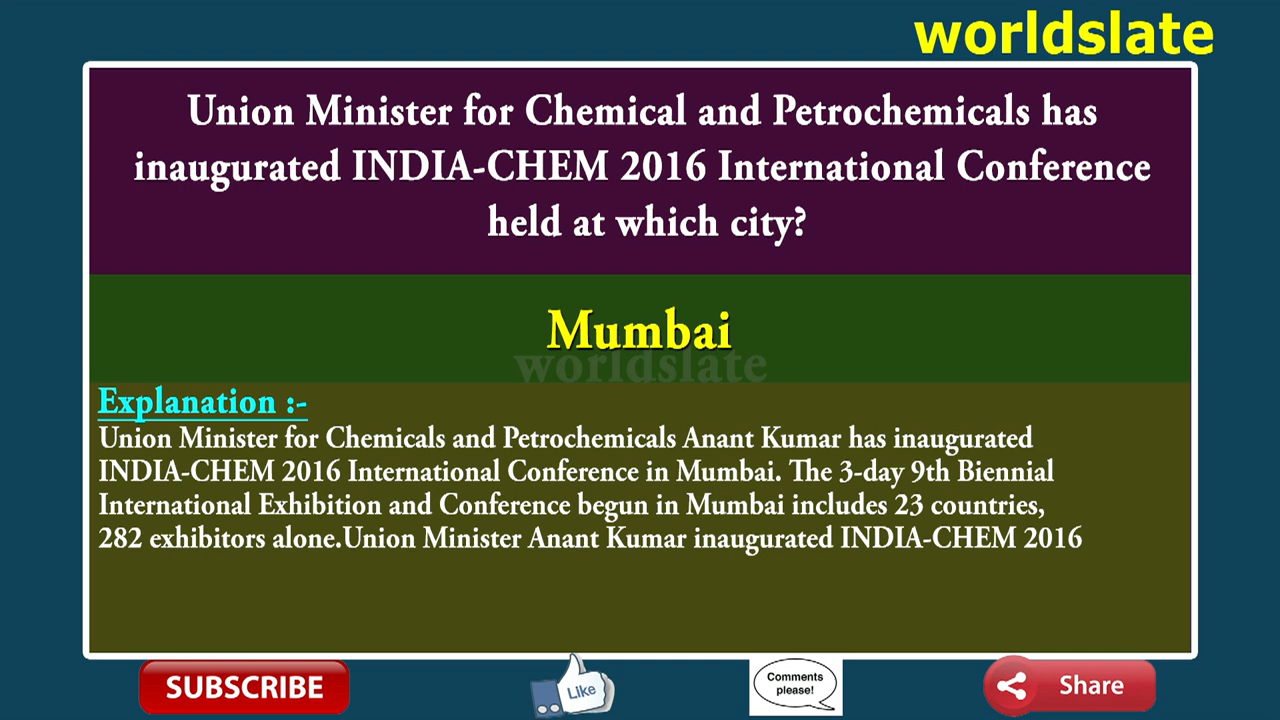 worldslate
Union Minister for Chemical and Petrochemicals has
inaugurated INDIA-CHEM 2016 International Conference
held at which city?
Mumbai
worldslate
Explanation :-
Union Minister for Chemicals and Petrochemicals Anant Kumar has inaugurated
INDIA-CHEM 2016 International Conference in Mumbai. The 3-day 9th Biennial
International Exhibition and Conference begun in Mumbai includes 23 countries,
282 exhibitors alone.Union Minister Anant Kumar inaugurated INDIA-CHEM 2016
SUBSCRIBE
Like
Comments
please!
Share